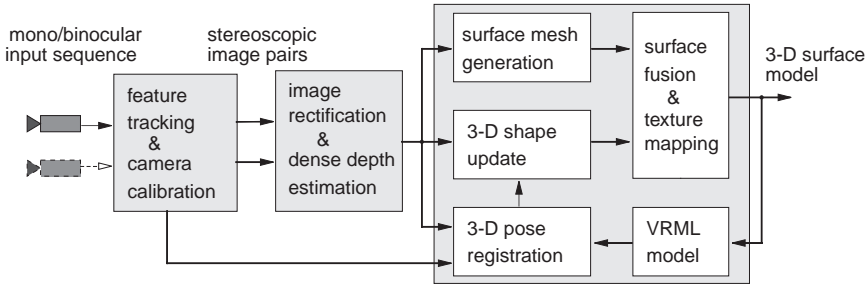 mono/binocular
input sequence
stereoscopic
image pairs
feature
tracking
&
camera
calibration
image
rectification
&
dense depth
estimation
surface mesh
generation
3-D shape
update
3-D pose
registration
surface
fusion
&
texture
mapping
VRML
model
3-D surface
model